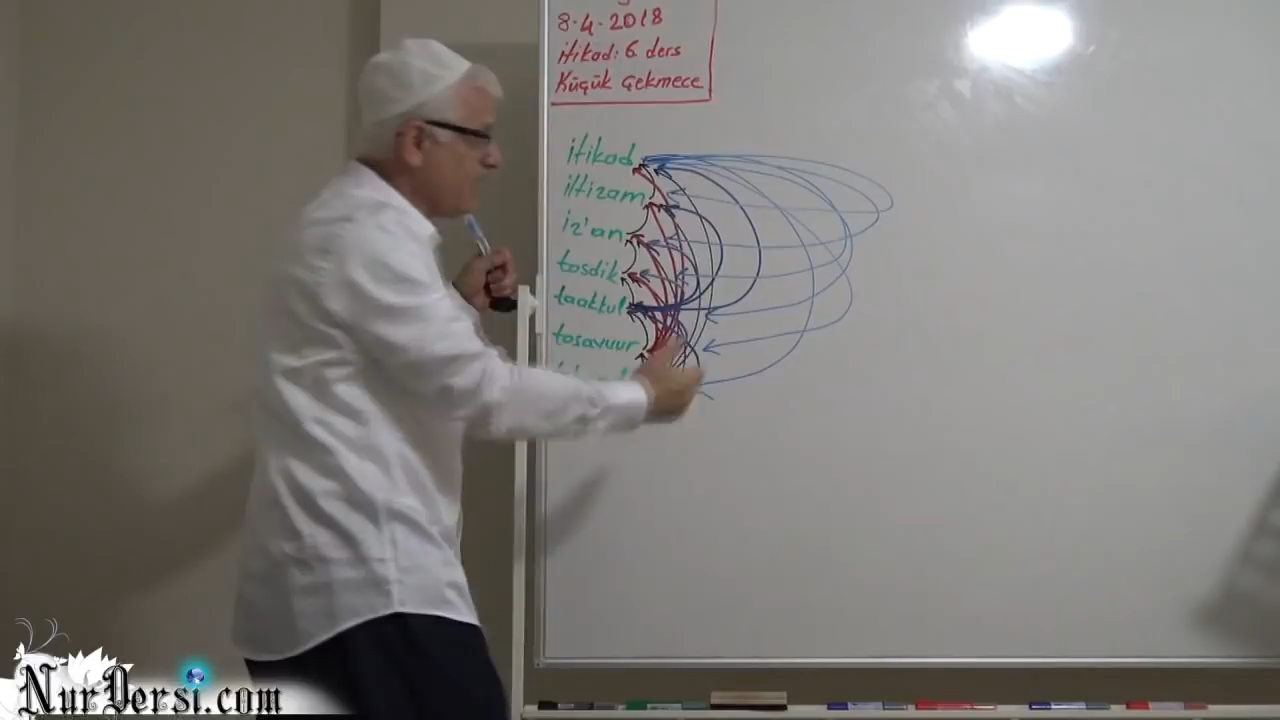 8.4.2018
itikad: 6. ders
Küçük Çekmece
itikad
iltizam
iz'an
tasdik
taakkul
tasavvur
NurDersi.com